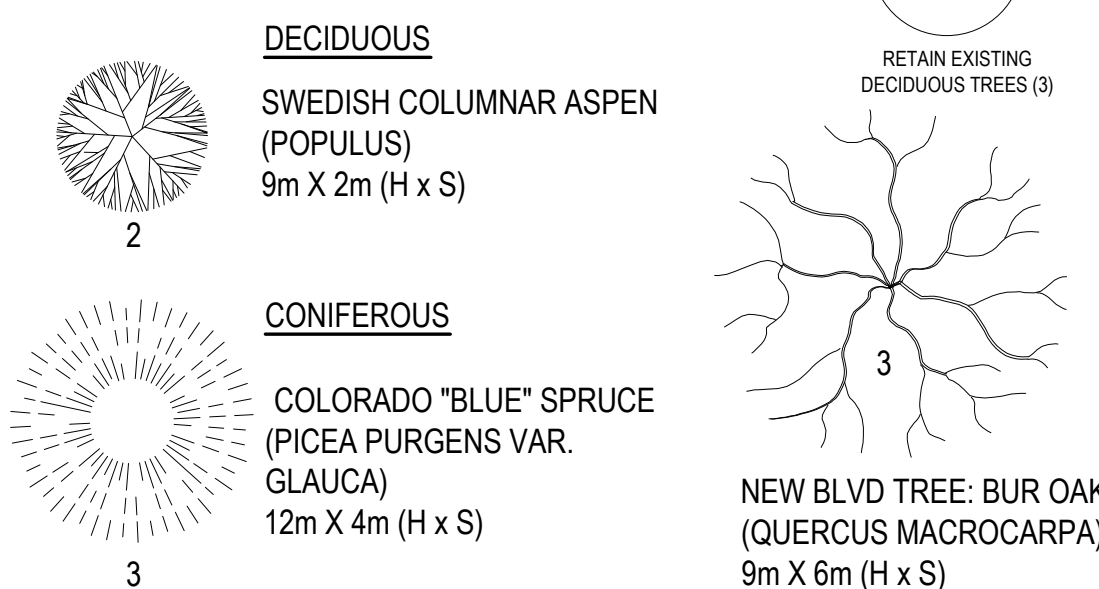 DECIDUOUS
SWEDISH COLUMNAR ASPEN
(POPULUS)
9m X 2m (H x S)
2
CONIFEROUS
COLORADO "BLUE" SPRUCE
(PICEA PURGENS VAR.
GLAUCA)
12m X 4m (H x S)
3
RETAIN EXISTING
DECIDUOUS TREES (3)
3
NEW BLVD TREE: BUR OAK
(QUERCUS MACROCARPA)
9m X 6m (H x S)